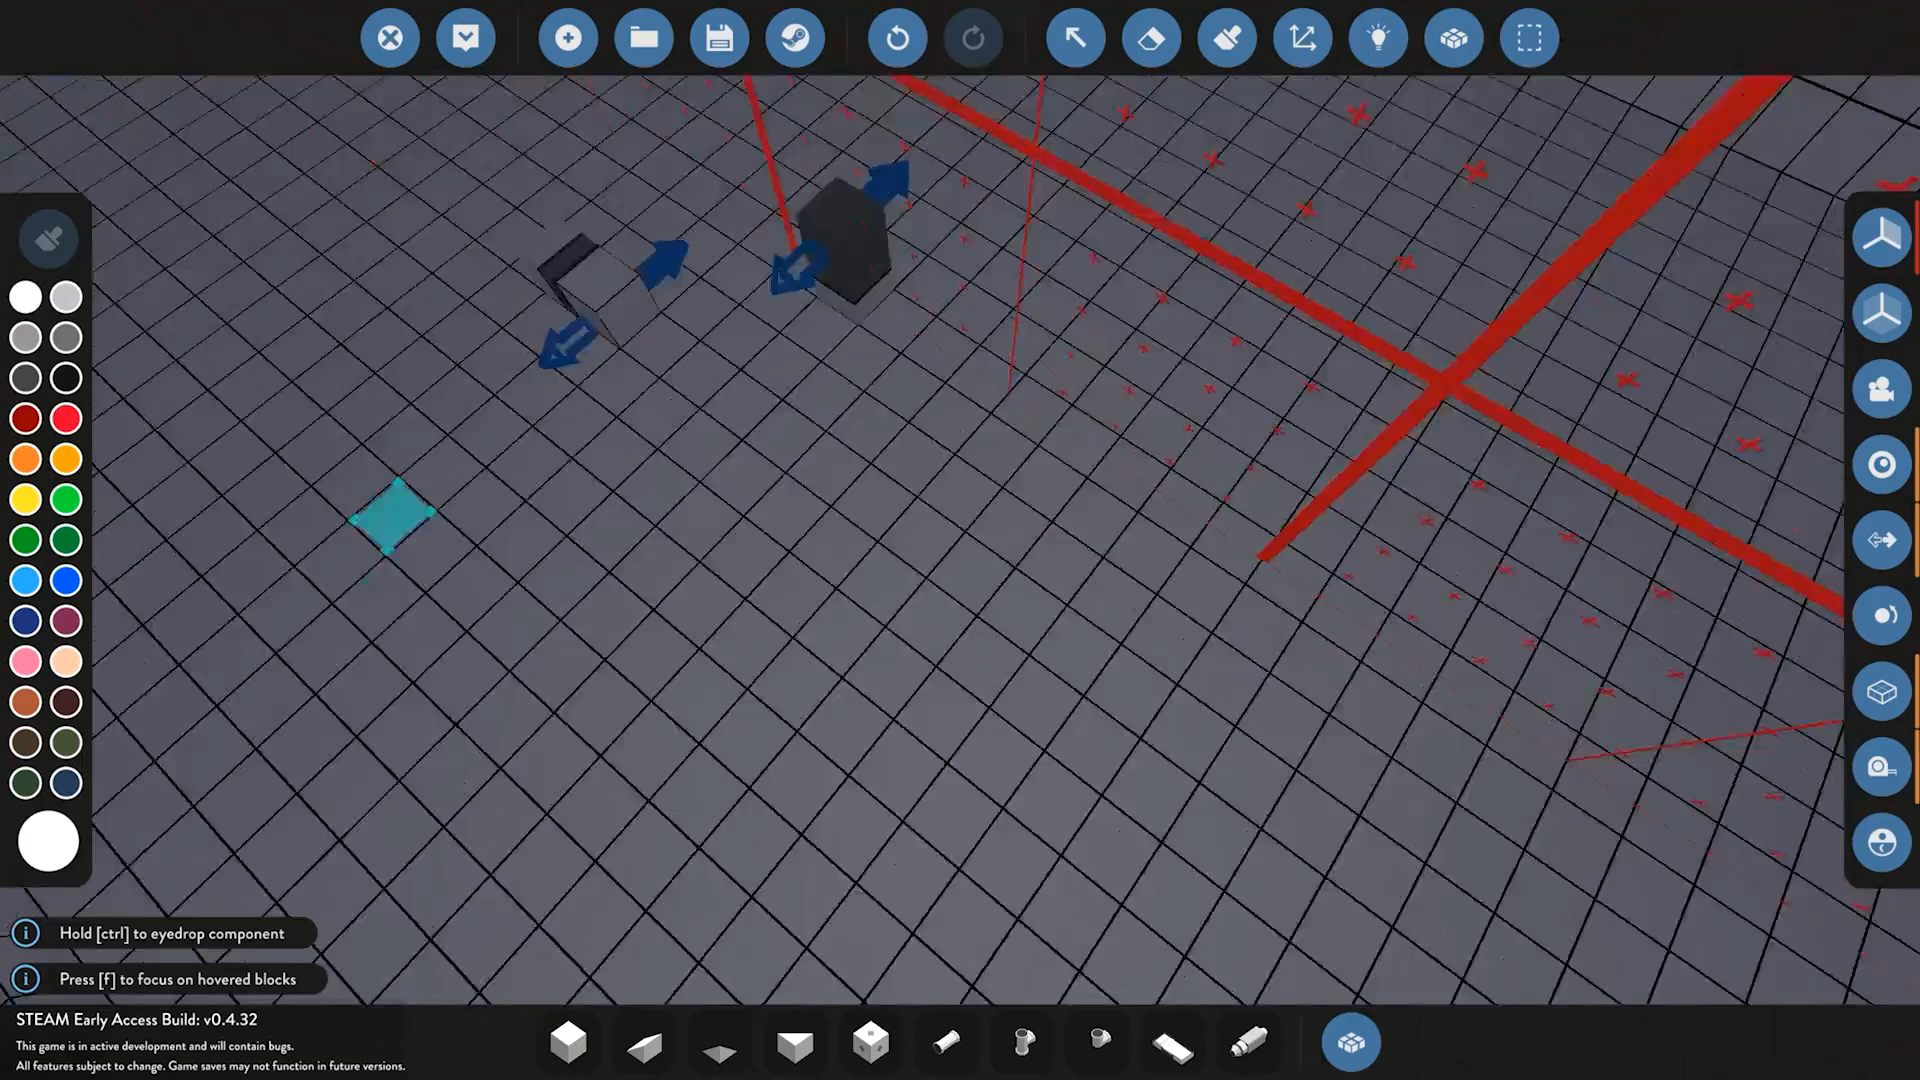 Hold [ctrl] to eyedrop component
Press [f] to focus on hovered blocks
STEAM Early Access Build: v0.4.32
This game is in active development and will contain bugs.
All features subject to change. Game saves may not function in future versions.